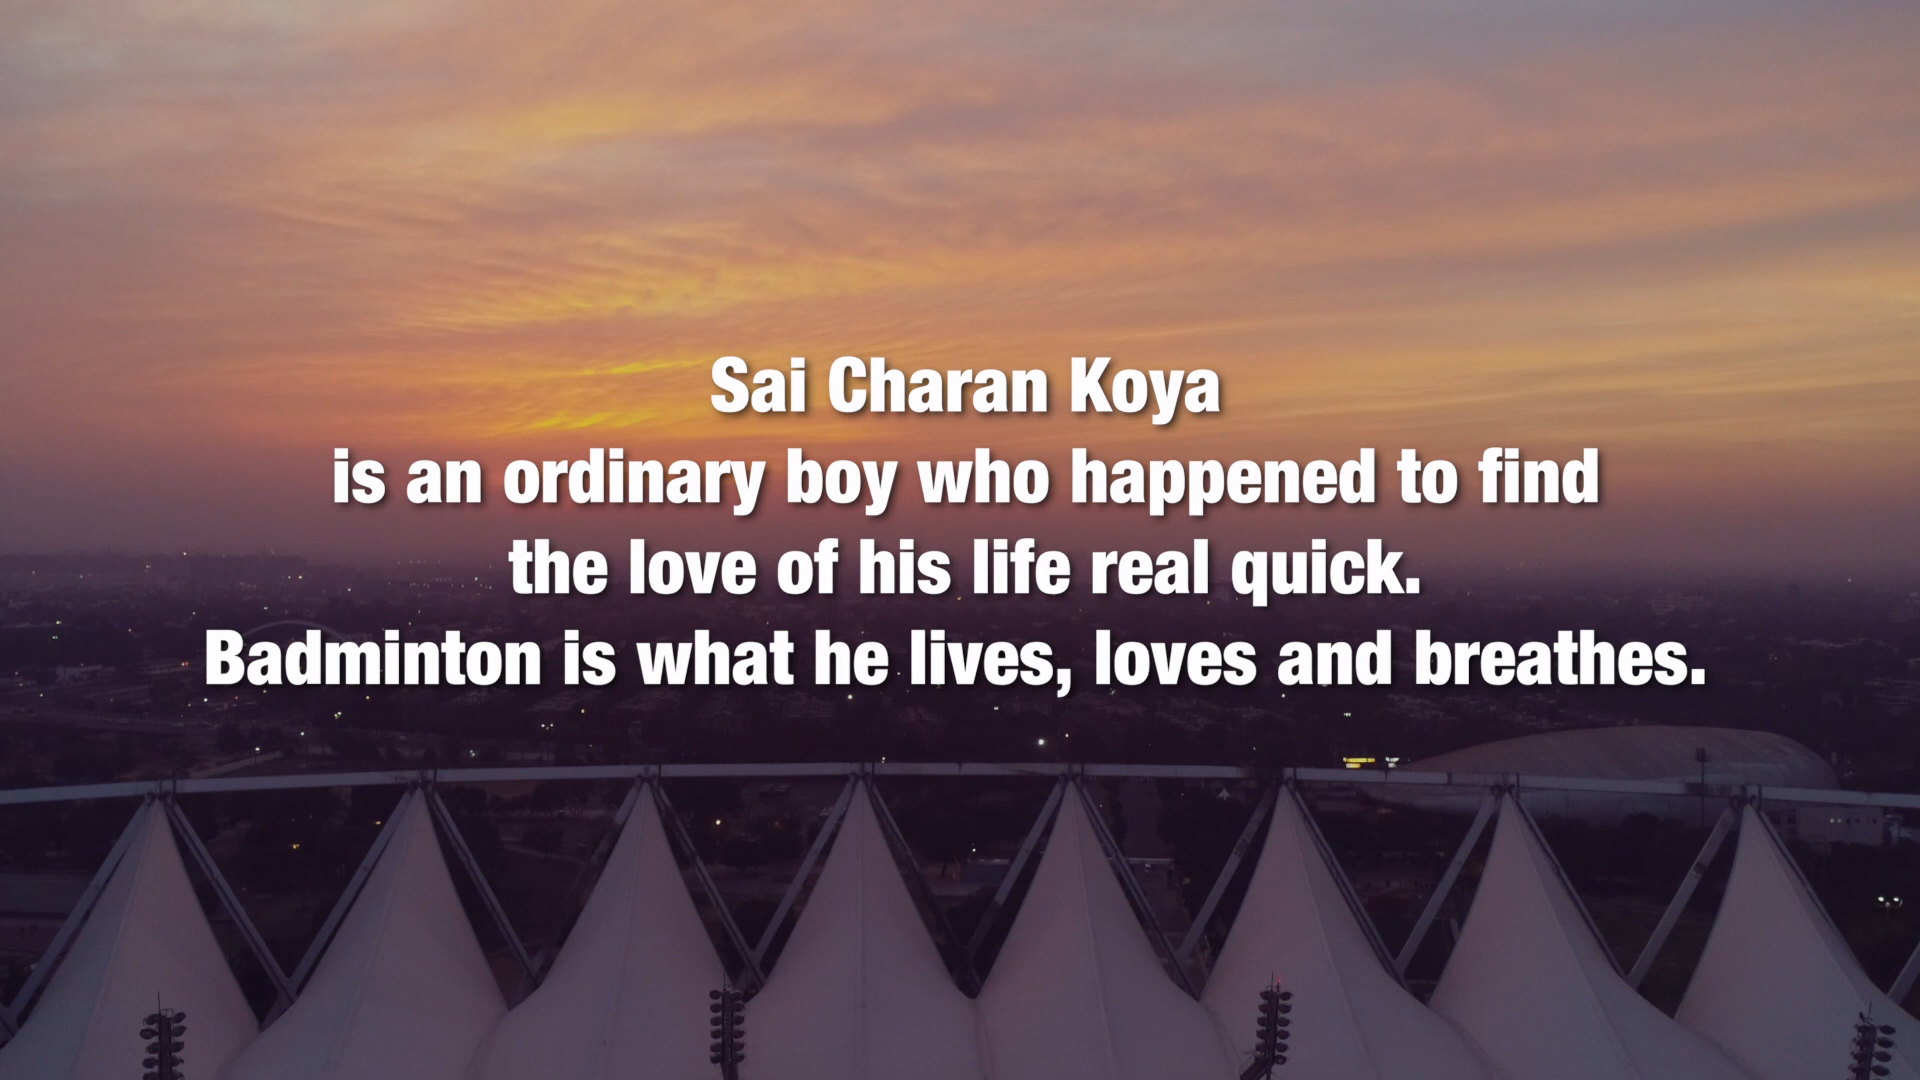 Sai Charan Koya
is an ordinary boy who happened to find
the love of his life real quick.
Badminton is what he lives, loves and breathes.